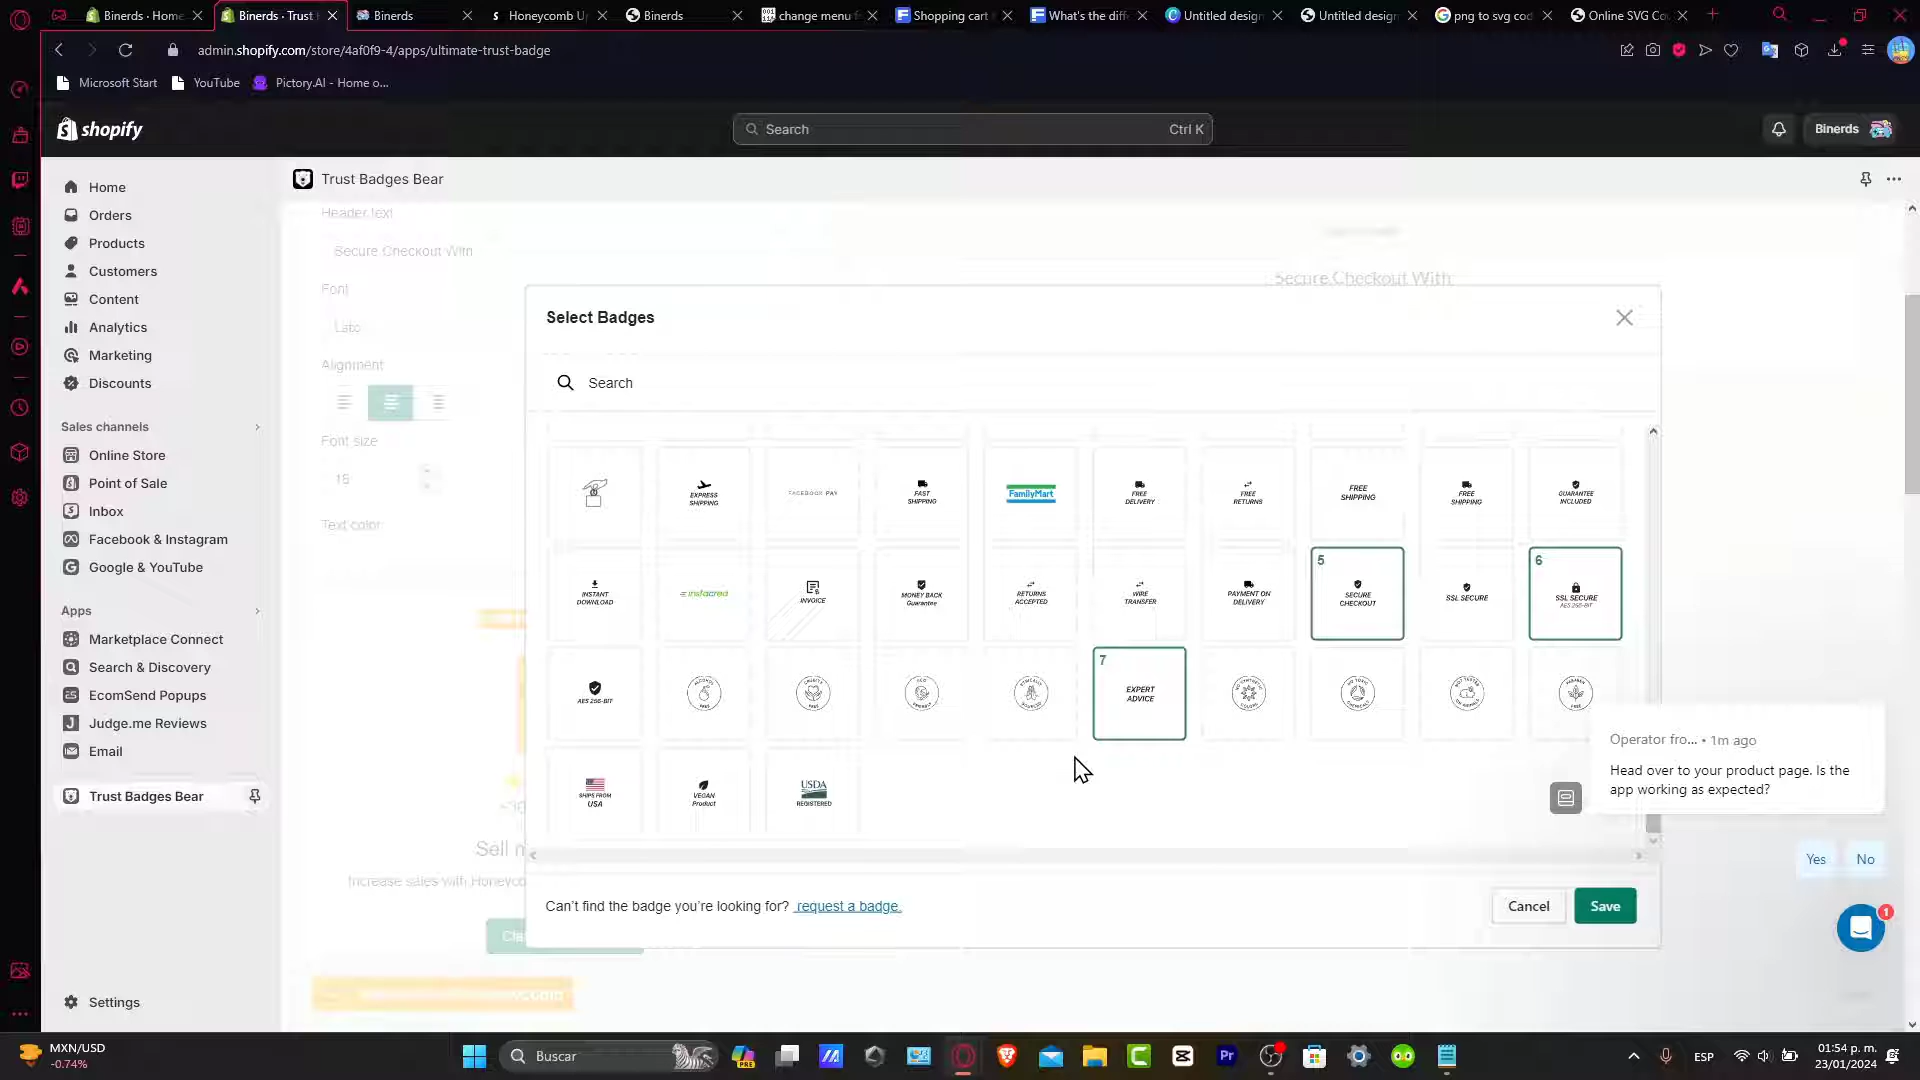 Binerds · Home
Binerds · Trust
Binerds
Honeycomb U
Binerds
change menu f
Shopping cart
What's the diff
Untitled design
Untitled design
png to svg cod
Online SVG Co
admin.shopify.com/store/4af0f9-4/apps/ultimate-trust-badge
Microsoft Start
YouTube
Pictory.AI - Home o...
shopify
Search
Ctrl K
Binerds
Home
Orders
Products
Customers
Content
Analytics
Marketing
Discounts
Sales channels
Online Store
Point of Sale
Inbox
Facebook & Instagram
Google & YouTube
Apps
Marketplace Connect
Search & Discovery
EcomSend Popups
Judge.me Reviews
Email
Trust Badges Bear
Settings
Trust Badges Bear
Header text
Secure Checkout With
Font
Lato
Alignment
Font size
Text color
Secure Checkout With
Sell
Increase sales with Honeyco
Select Badges
Search
EXPRESS
SHIPPING
FACEBOOK PAY
FAST
SHIPPING
FamilyMart
FREE
DELIVERY
FREE
RETURNS
FREE
SHIPPING
FREE
SHIPPING
GUARANTEE
INCLUDED
INSTANT
DOWNLOAD
instacred
INVOICE
MONEY BACK
Guarantee
RETURNS
ACCEPTED
WIRE
TRANSFER
PAYMENT ON
DELIVERY
5
SECURE
CHECKOUT
SSL SECURE
6
SSL SECURE
AES 256-BIT
AES 256-BIT
7
EXPERT
ADVICE
SHIPS FROM
USA
VEGAN
Product
USDA
REGISTERED
Can't find the badge you're looking for? request a badge.
Cancel
Save
Operator fro... • 1m ago
Head over to your product page. Is the
app working as expected?
Yes
No
1
MXN/USD
-0.74%
Buscar
PRE
Pr
ESP
01:54 p. m.
23/01/2024